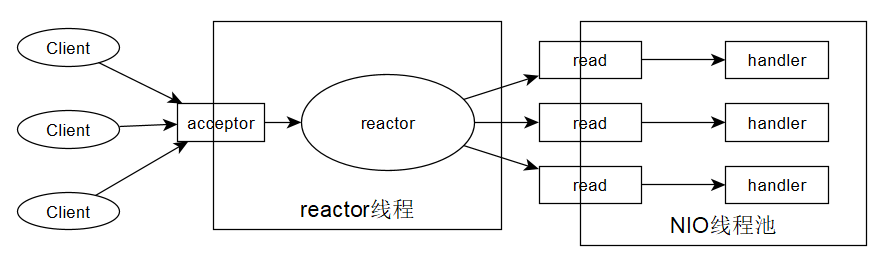 Client
Client
Client
acceptor
reactor
reactor线程
read
handler
read
handler
read
handler
NIO线程池